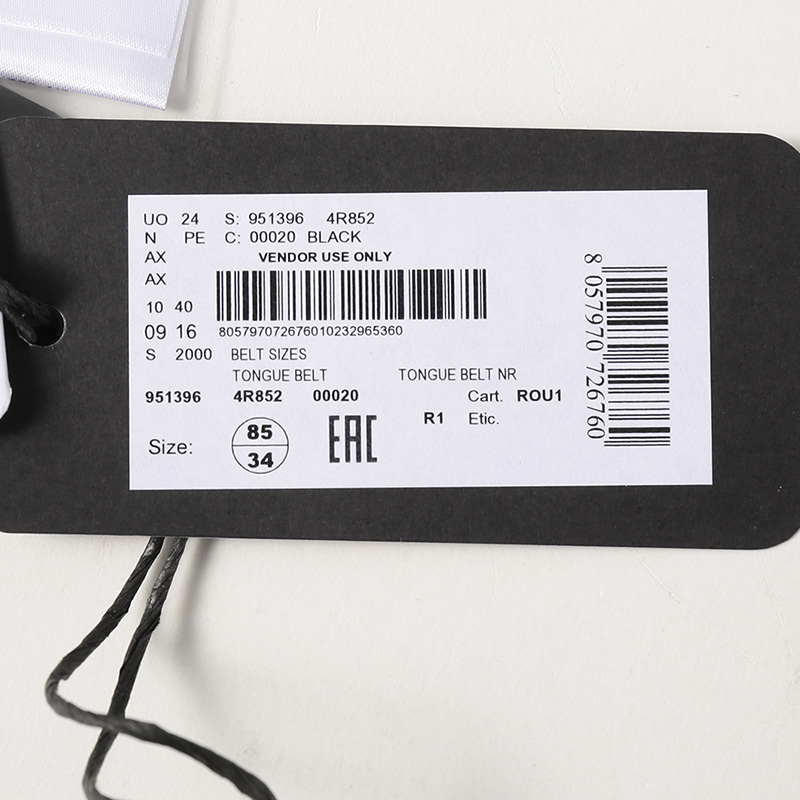 UO 24 S: 951396 4R852
N PE C: 00020 BLACK
AX VENDOR USE ONLY
AX
10 40
09 16 805797072676010232965360
S 2000 BELT SIZES
TONGUE BELT TONGUE BELT NR
951396 4R852 00020 Cart. ROU1
R1 Etic.
Size: 85 34 EAC
8 057970 726760